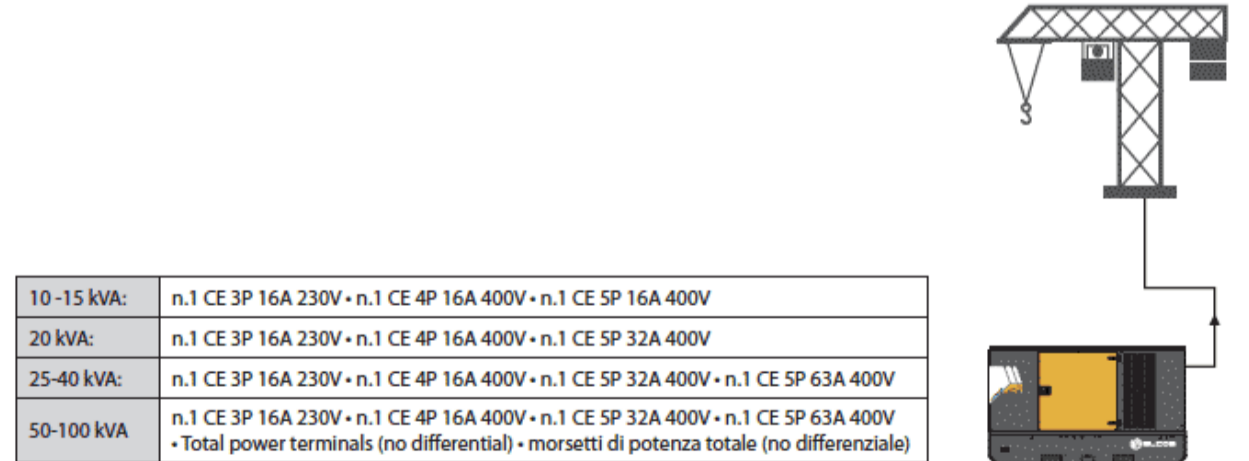 10 -15 kVA: n.1 CE 3P 16A 230V • n.1 CE 4P 16A 400V • n.1 CE 5P 16A 400V
20 kVA: n.1 CE 3P 16A 230V • n.1 CE 4P 16A 400V • n.1 CE 5P 32A 400V
25-40 kVA: n.1 CE 3P 16A 230V • n.1 CE 4P 16A 400V • n.1 CE 5P 32A 400V • n.1 CE 5P 63A 400V
50-100 kVA n.1 CE 3P 16A 230V • n.1 CE 4P 16A 400V • n.1 CE 5P 32A 400V • n.1 CE 5P 63A 400V
• Total power terminals (no differential) • morsetti di potenza totale (no differenziale)